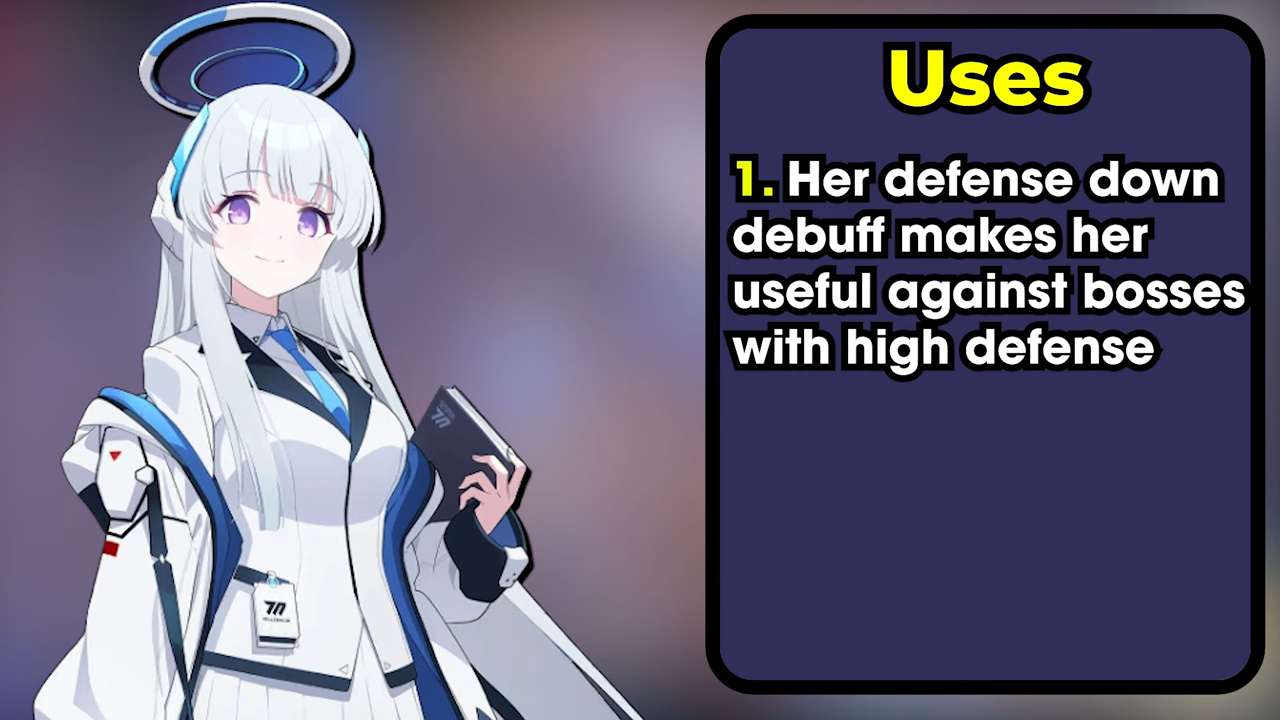 Uses
1. Her defense down
debuff makes her
useful against bosses
with high defense